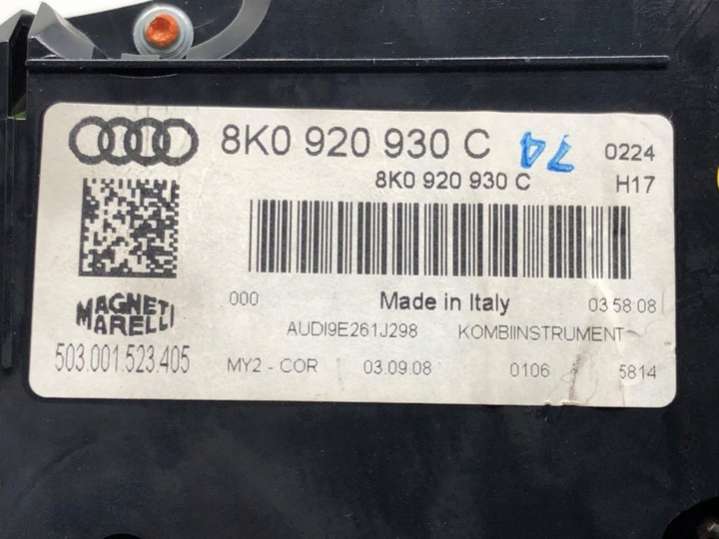 8K0 920 930 C 74 0224
8K0 920 930 C H17
MAGNETI
MARELLI
503.001.523.405
000 Made in Italy 03 58 08
AUDI9E261J298 KOMBIINSTRUMENT
MY2 - COR 03.09.08 0106 5814